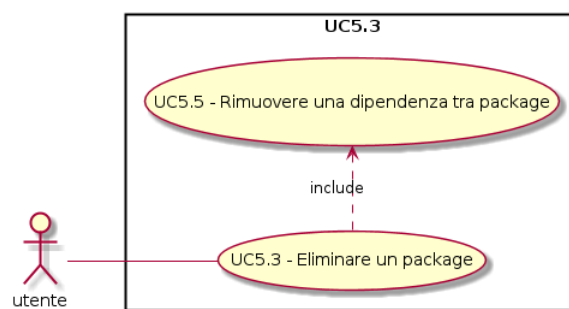 UC5.3
UC5.5 - Rimuovere una dipendenza tra package
include
UC5.3 - Eliminare un package
utente